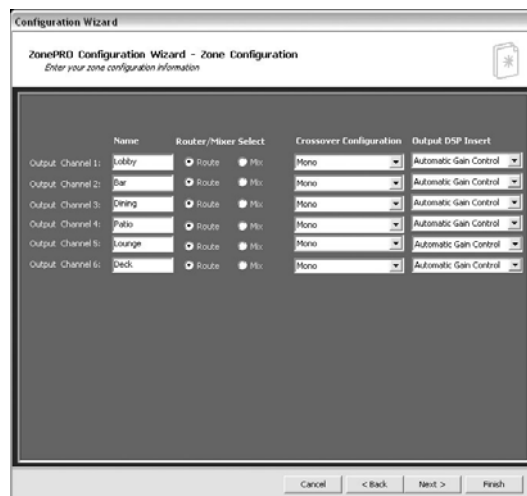 Configuration Wizard
ZonePRO Configuration Wizard - Zone Configuration
Enter your zone configuration information
Name Router/Mixer Select Crossover Configuration Output DSP Insert
Output Channel 1: Lobby Route Mix Mono Automatic Gain Control
Output Channel 2: Bar Route Mix Mono Automatic Gain Control
Output Channel 3: Dining Route Mix Mono Automatic Gain Control
Output Channel 4: Patio Route Mix Mono Automatic Gain Control
Output Channel 5: Lounge Route Mix Mono Automatic Gain Control
Output Channel 6: Deck Route Mix Mono Automatic Gain Control
Cancel < Back Next > Finish